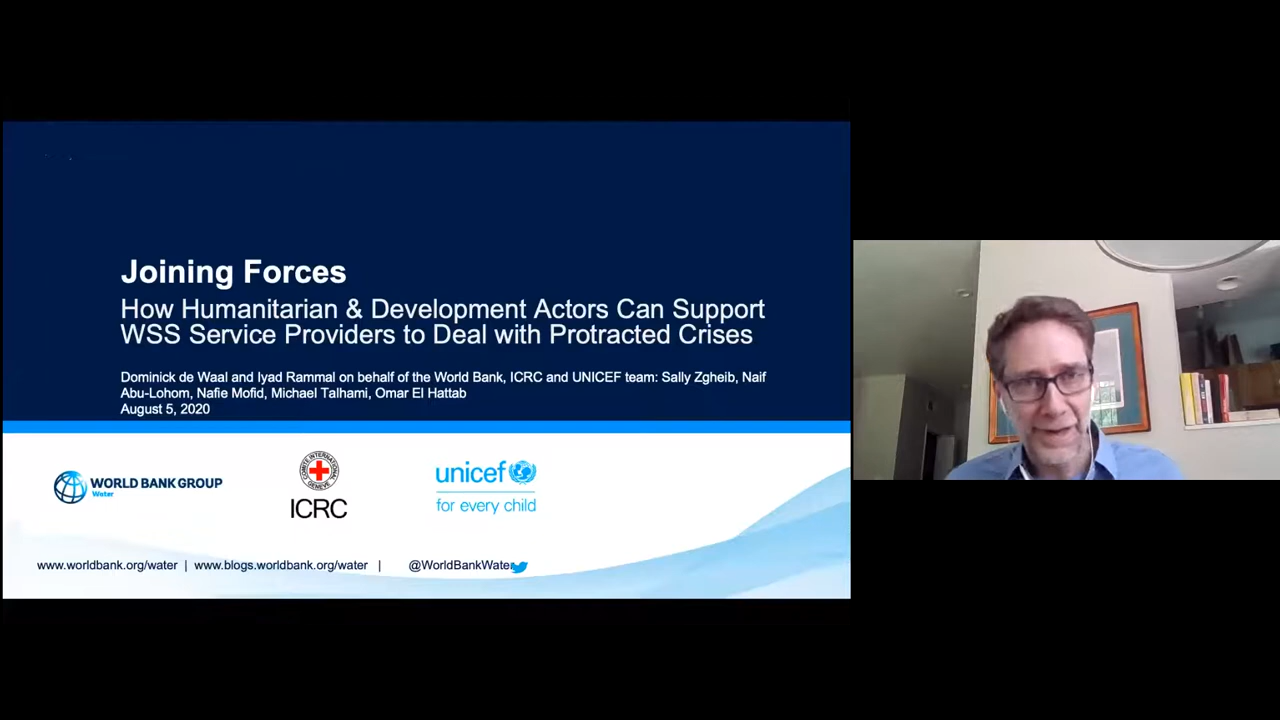 Joining Forces
How Humanitarian & Development Actors Can Support
WSS Service Providers to Deal with Protracted Crises
Dominick de Waal and Iyad Rammal on behalf of the World Bank, ICRC and UNICEF team: Sally Zgheib, Naif
Abu-Lohom, Nafie Mofid, Michael Talhami, Omar El Hattab
August 5, 2020
WORLD BANK GROUP
Water
COMITE INTERNATIONAL
GENEVE
ICRC
unicef
for every child
www.worldbank.org/water | www.blogs.worldbank.org/water | @WorldBankWater